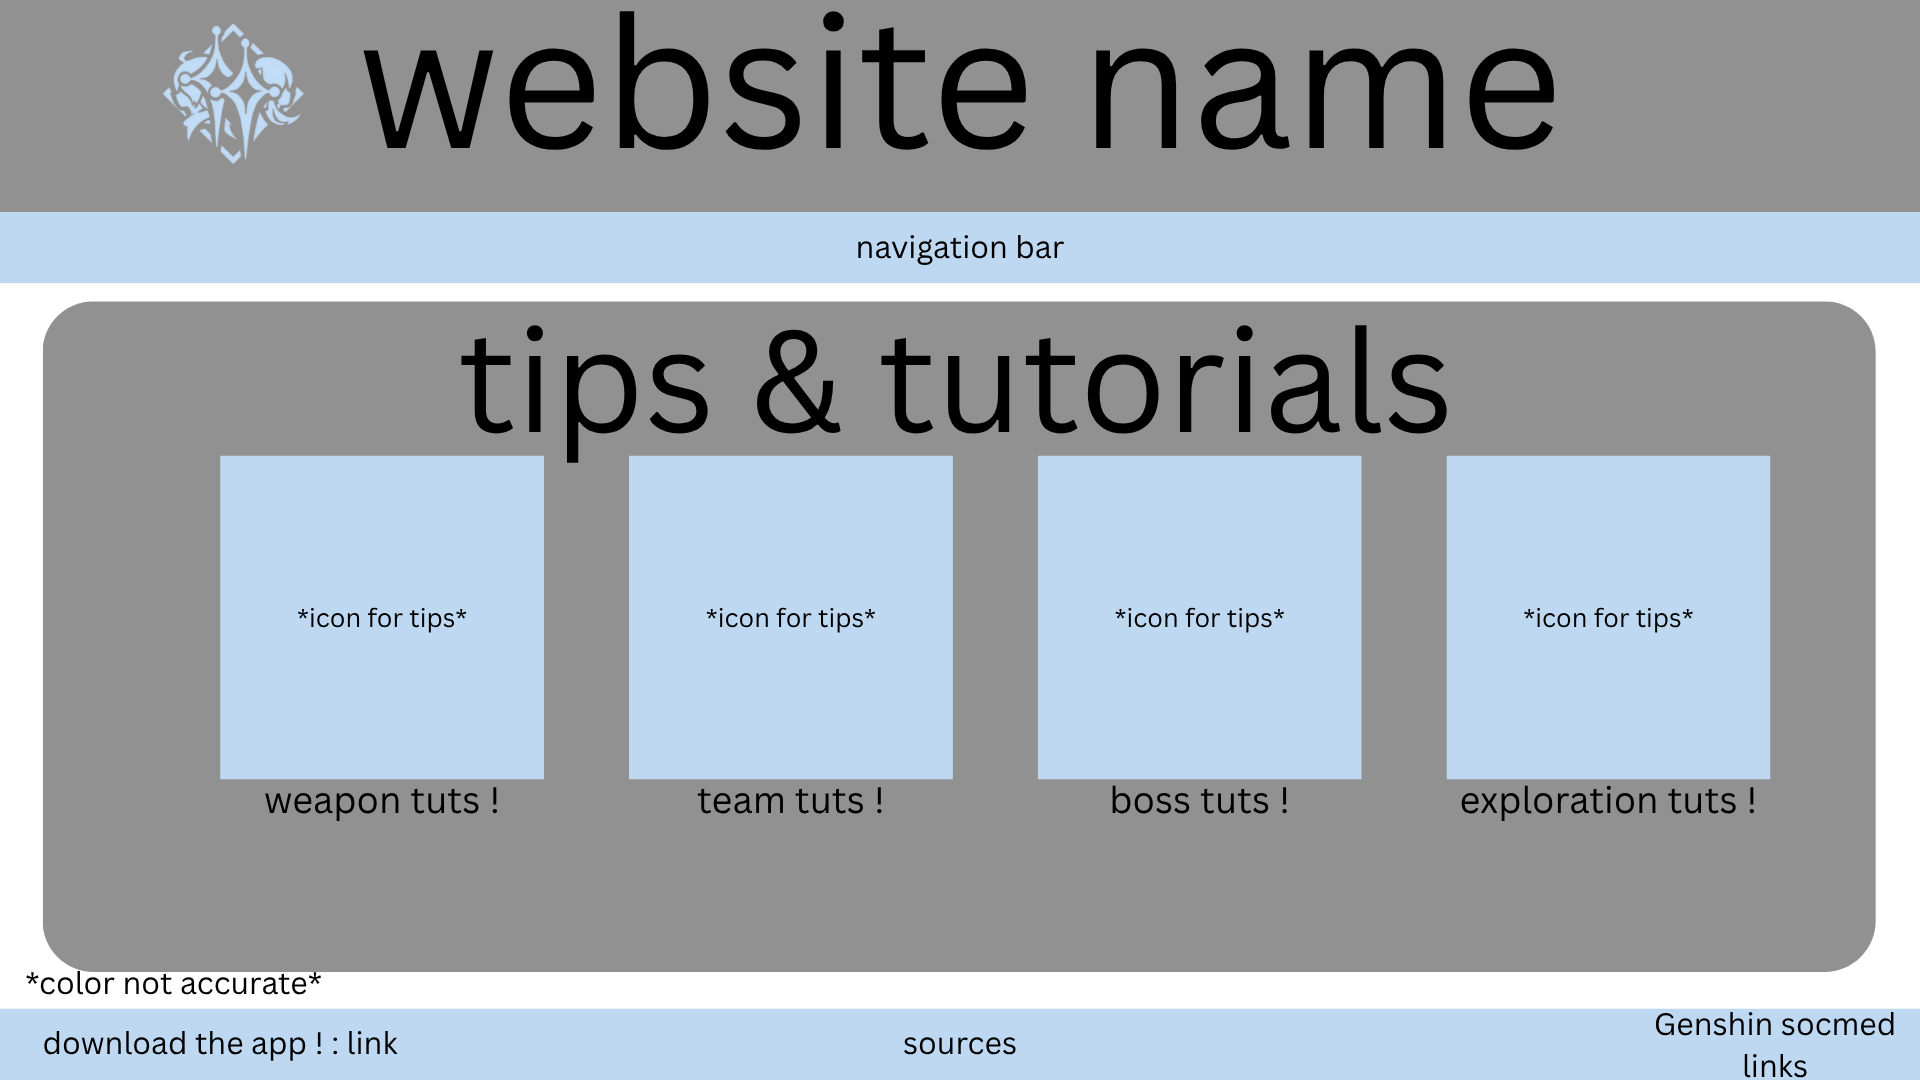 website name
navigation bar
tips & tutorials
*icon for tips*
*icon for tips*
*icon for tips*
*icon for tips*
weapon tuts !
team tuts !
boss tuts !
exploration tuts !
*color not accurate*
download the app ! : link
sources
Genshin socmed
links